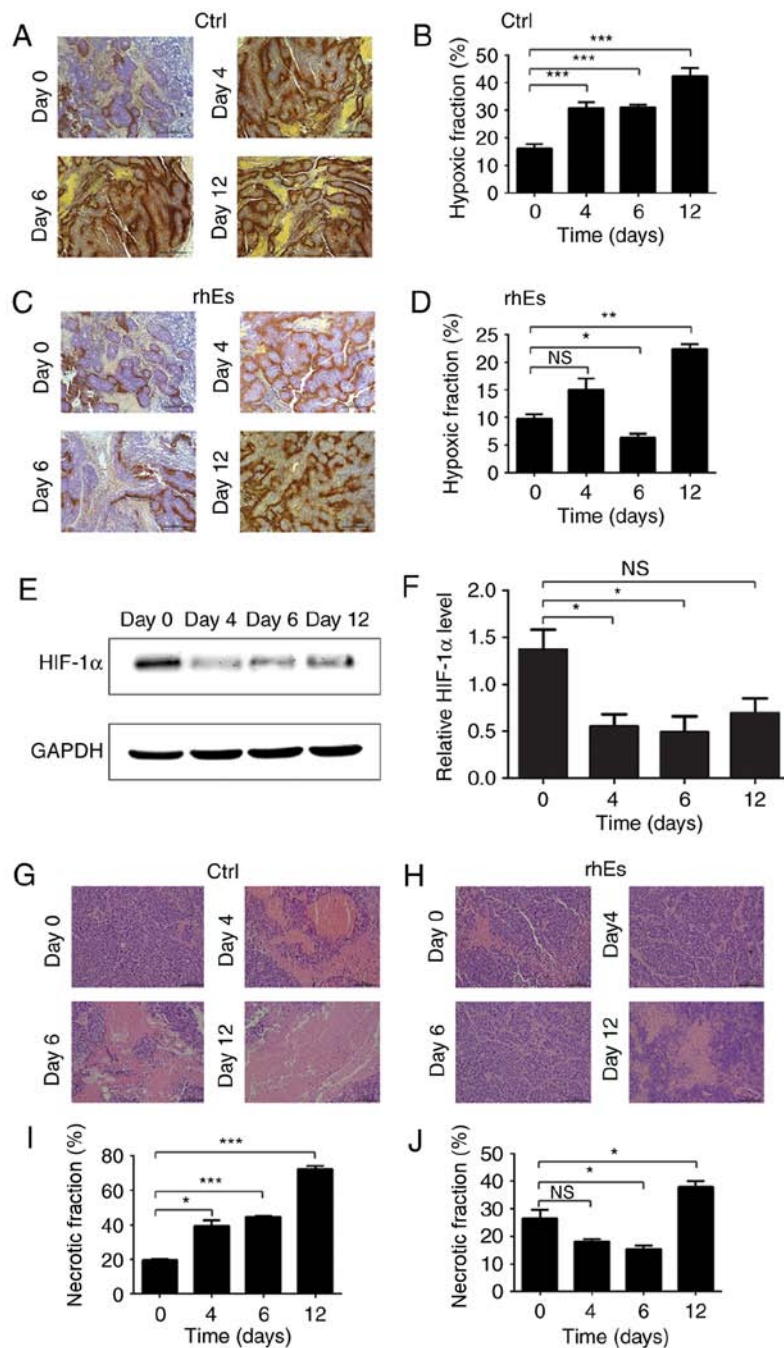 A
Ctrl
Day 0
Day 4
Day 6
Day 12
B
Ctrl
Hypoxic fraction (%)
50
40
30
20
10
0
***
***
***
0 4 6 12
Time (days)
C
rhEs
Day 0
Day 4
Day 6
Day 12
D
rhEs
Hypoxic fraction (%)
25
20
15
10
5
0
**
*
NS
0 4 6 12
Time (days)
E
Day 0 Day 4 Day 6 Day 12
HIF-1α
GAPDH
F
Relative HIF-1α level
2.0
1.5
1.0
0.5
0.0
NS
*
*
0 4 6 12
Time (days)
G
Ctrl
Day 0
Day 4
Day 6
Day 12
H
rhEs
Day 0
Day4
Day 6
Day 12
I
Necrotic fraction (%)
80
60
40
20
0
***
***
*
0 4 6 12
Time (days)
J
Necrotic fraction (%)
50
40
30
20
10
0
*
*
NS
0 4 6 12
Time (days)